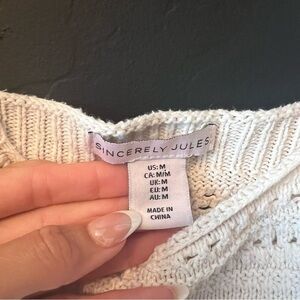 SINCERELY JULES
US: M
CA: M/M
UK: M
EU: M
AU: M
MADE IN
CHINA